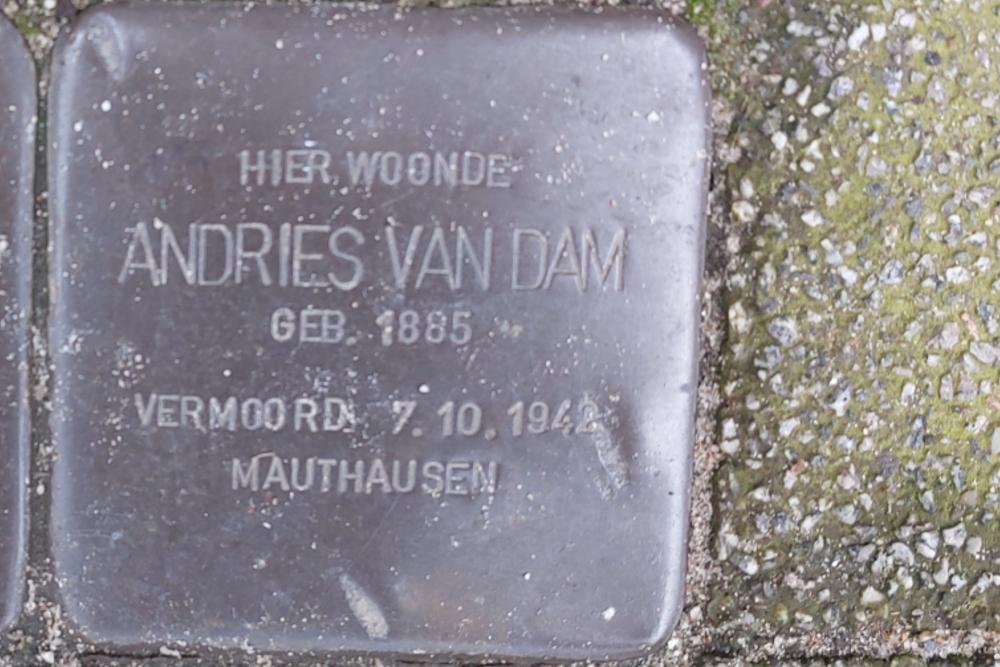 HIER WOONDE
ANDRIES VAN DAM
GEB. 1885
VERMOORD 7.10.1942
MAUTHAUSEN